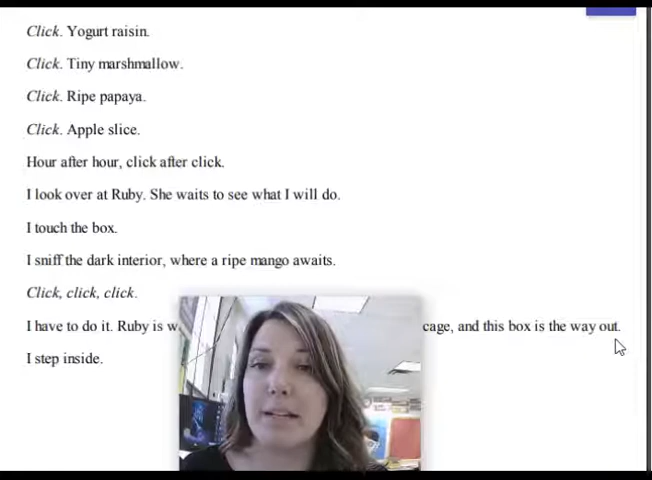 Click. Yogurt raisin.
Click. Tiny marshmallow.
Click. Ripe papaya.
Click. Apple slice.
Hour after hour, click after click.
I look over at Ruby. She waits to see what I will do.
I touch the box.
I sniff the dark interior, where a ripe mango awaits.
Click, click, click.
I have to do it. Ruby is cage, and this box is the way out.
I step inside.